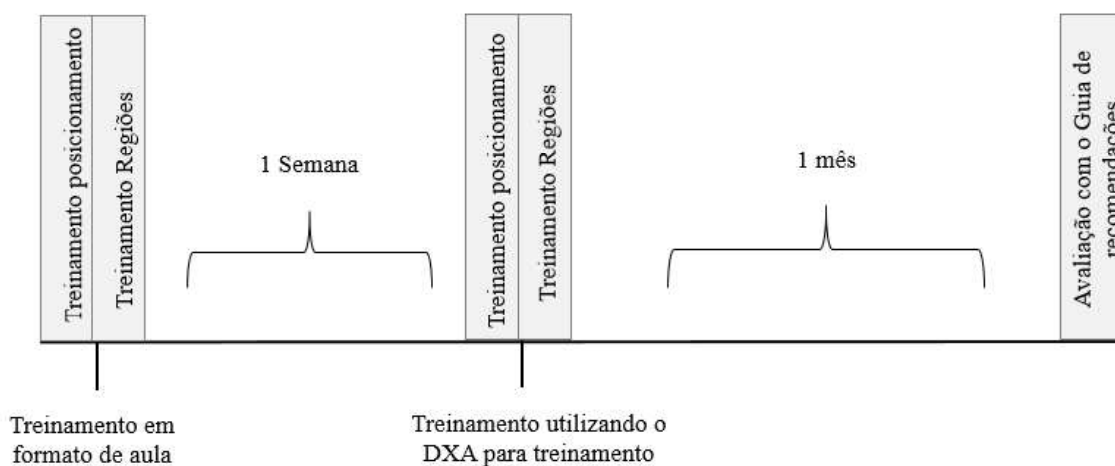 Treinamento posicionamento
Treinamento Regiões
1 Semana
Treinamento posicionamento
Treinamento Regiões
1 mês
Avaliação com o Guia de
recomendações
Treinamento em
formato de aula
Treinamento utilizando o
DXA para treinamento